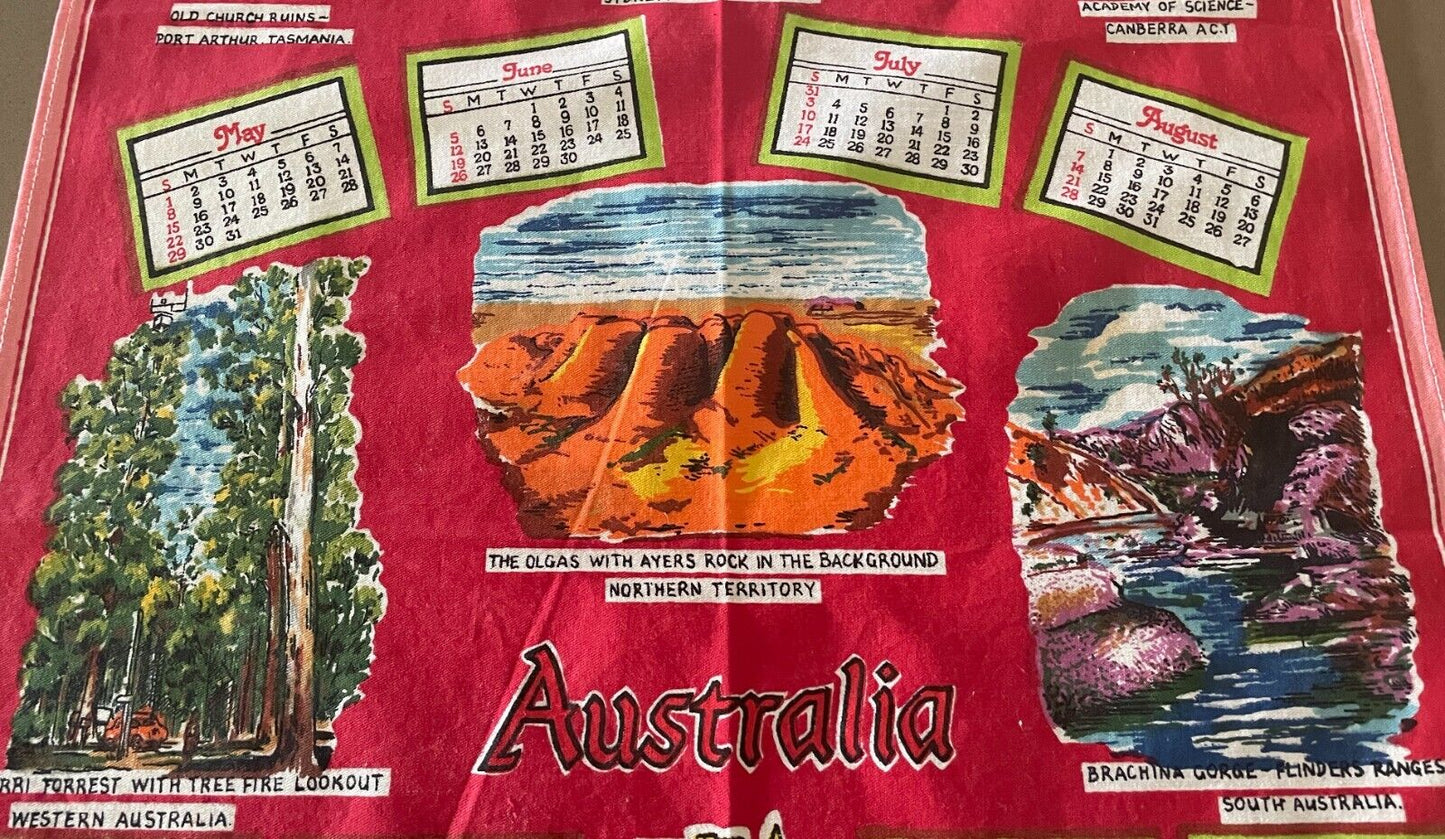 OLD CHURCH RUINS-
PORT ARTHUR. TASMANIA.
ACADEMY OF SCIENCE-
CANBERRA A.C.T.
May
S M T W T F S
1 2 3 4 5 6 7
8 9 10 11 12 13 14
15 16 17 18 19 20 21
22 23 24 25 26 27 28
29 30 31
June
S M T W T F S
1 2 3 4
5 6 7 8 9 10 11
12 13 14 15 16 17 18
19 20 21 22 23 24 25
26 27 28 29 30
July
S M T W T F S
31 1 2
3 4 5 6 7 8 9
10 11 12 13 14 15 16
17 18 19 20 21 22 23
24 25 26 27 28 29 30
August
S M T W T F S
1 2 3 4 5 6
7 8 9 10 11 12 13
14 15 16 17 18 19 20
21 22 23 24 25 26 27
28 29 30 31
THE OLGAS WITH AYERS ROCK IN THE BACKGROUND
NORTHERN TERRITORY
Australia
RRI FORREST WITH TREE FIRE LOOKOUT
WESTERN AUSTRALIA.
BRACHINA GORGE-FLINDERS RANGES
SOUTH AUSTRALIA.